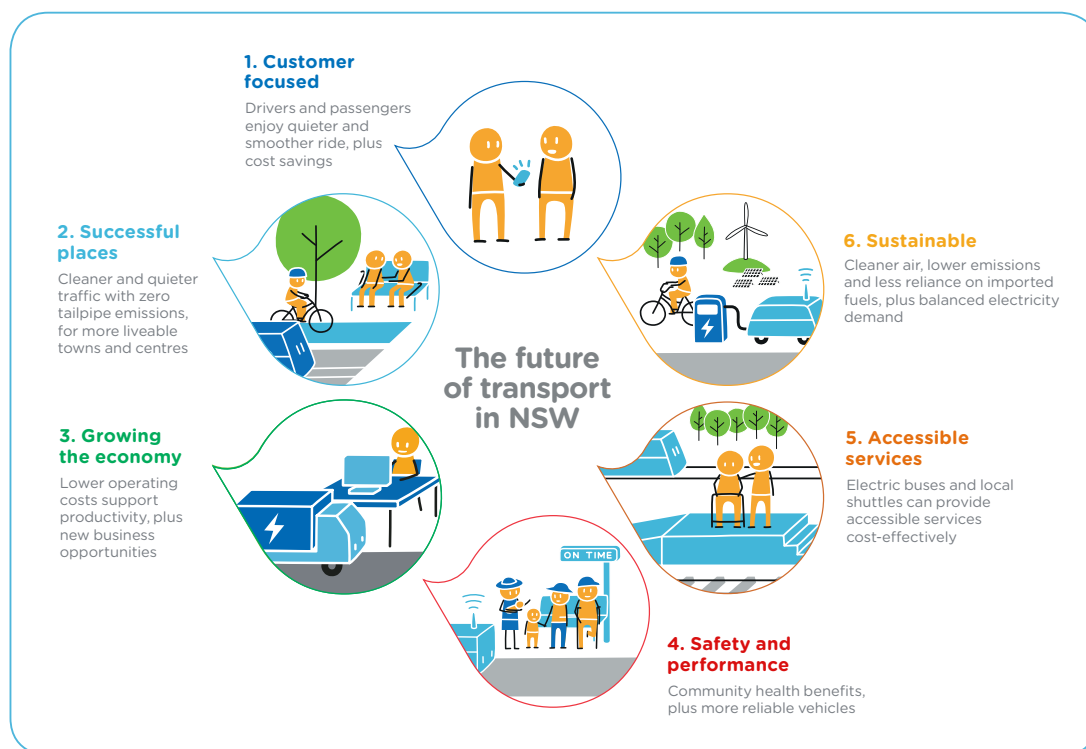 1. Customer
focused
Drivers and passengers
enjoy quieter and
smoother ride, plus
cost savings
2. Successful
places
Cleaner and quieter
traffic with zero
tailpipe emissions,
for more liveable
towns and centres
3. Growing
the economy
Lower operating
costs support
productivity, plus
new business
opportunities
The future
of transport
in NSW
ON TIME
4. Safety and
performance
Community health benefits,
plus more reliable vehicles
5. Accessible
services
Electric buses and local
shuttles can provide
accessible services
cost-effectively
6. Sustainable
Cleaner air, lower emissions
and less reliance on imported
fuels, plus balanced electricity
demand